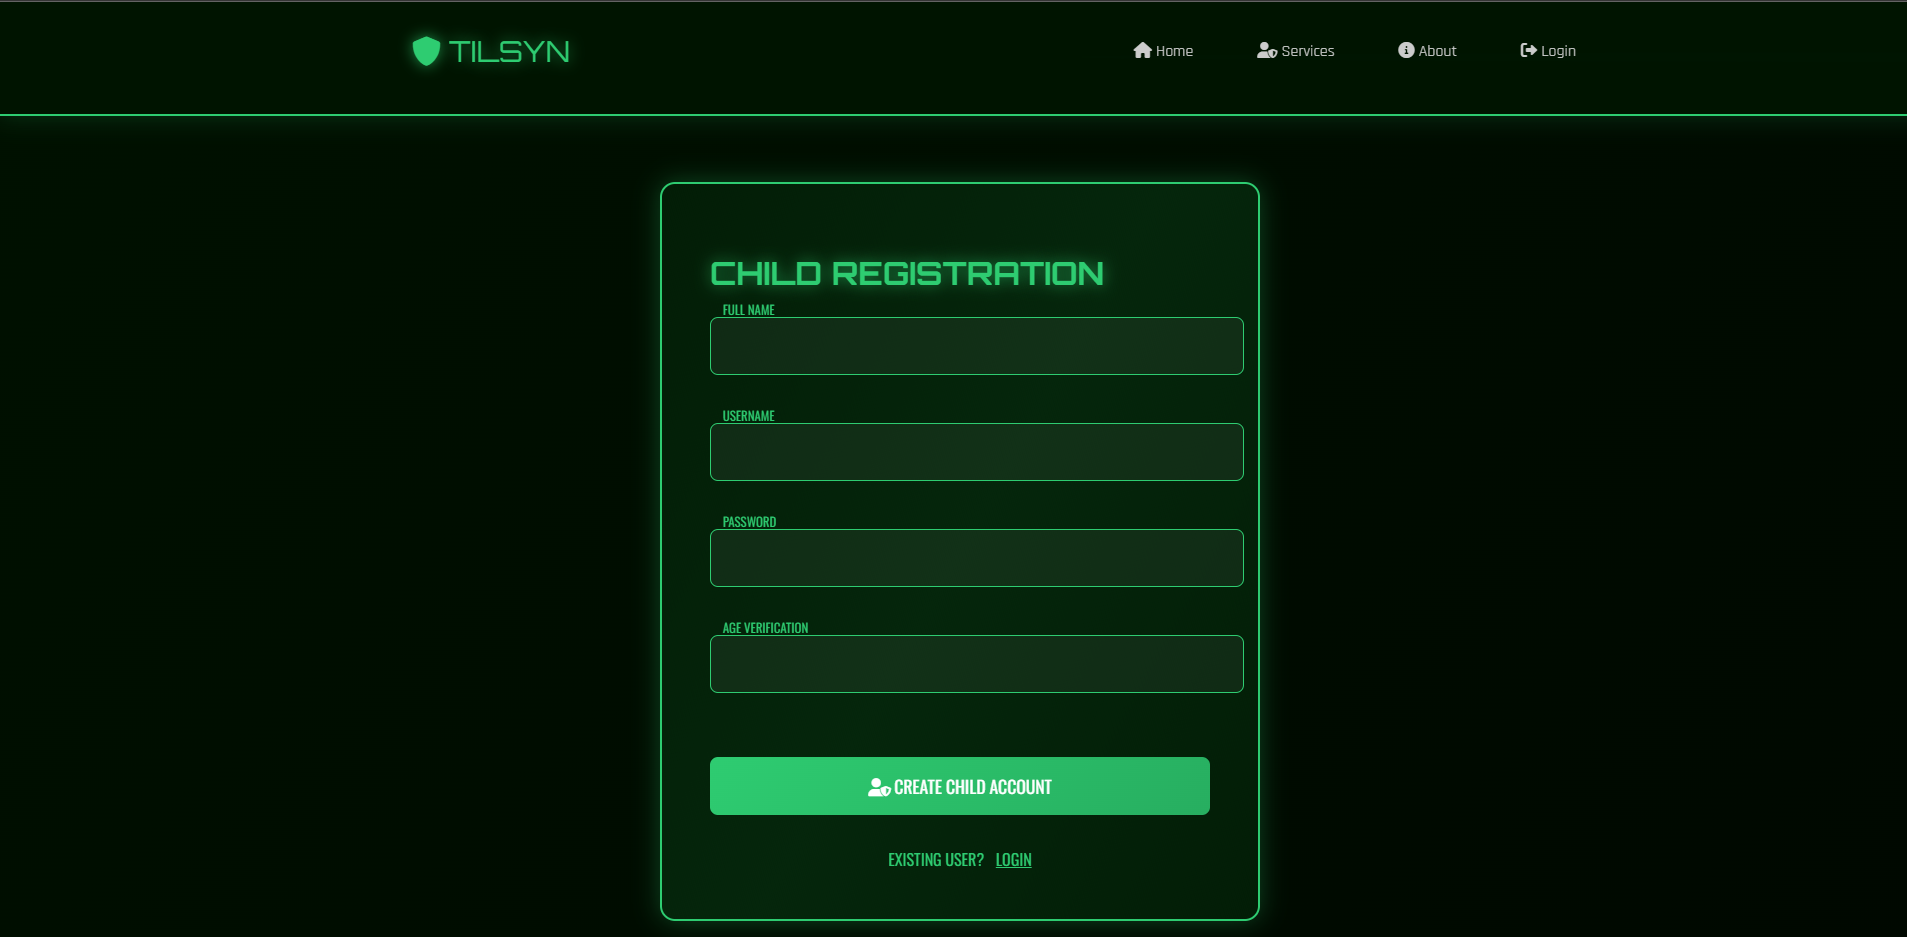 TILSYN
Home Services About Login
CHILD REGISTRATION
FULL NAME
USERNAME
PASSWORD
AGE VERIFICATION
CREATE CHILD ACCOUNT
EXISTING USER? LOGIN